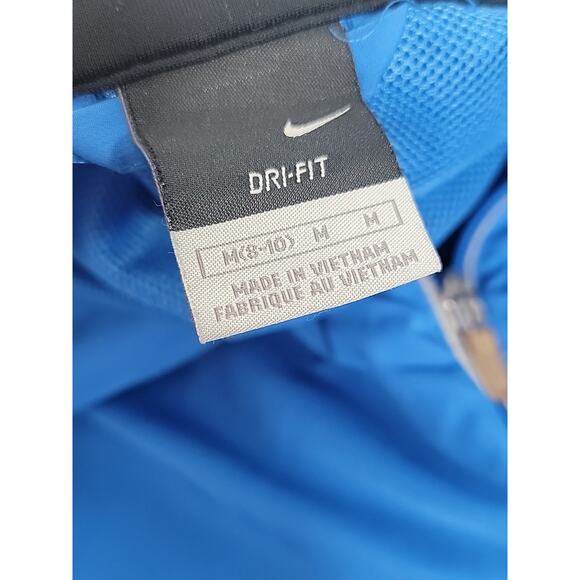 DRI-FIT
M(8-10) M M
MADE IN VIETNAM
FABRIQUE AU VIETNAM